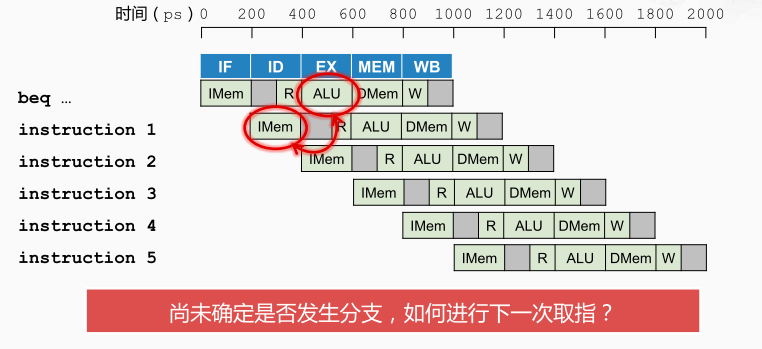 时间（ps） 0 200 400 600 800 1000 1200 1400 1600 1800 2000
IF ID EX MEM WB
beq … IMem R ALU DMem W
instruction 1 IMem R ALU DMem W
instruction 2 IMem R ALU DMem W
instruction 3 IMem R ALU DMem W
instruction 4 IMem R ALU DMem W
instruction 5 IMem R ALU DMem W
尚未确定是否发生分支，如何进行下一次取指？